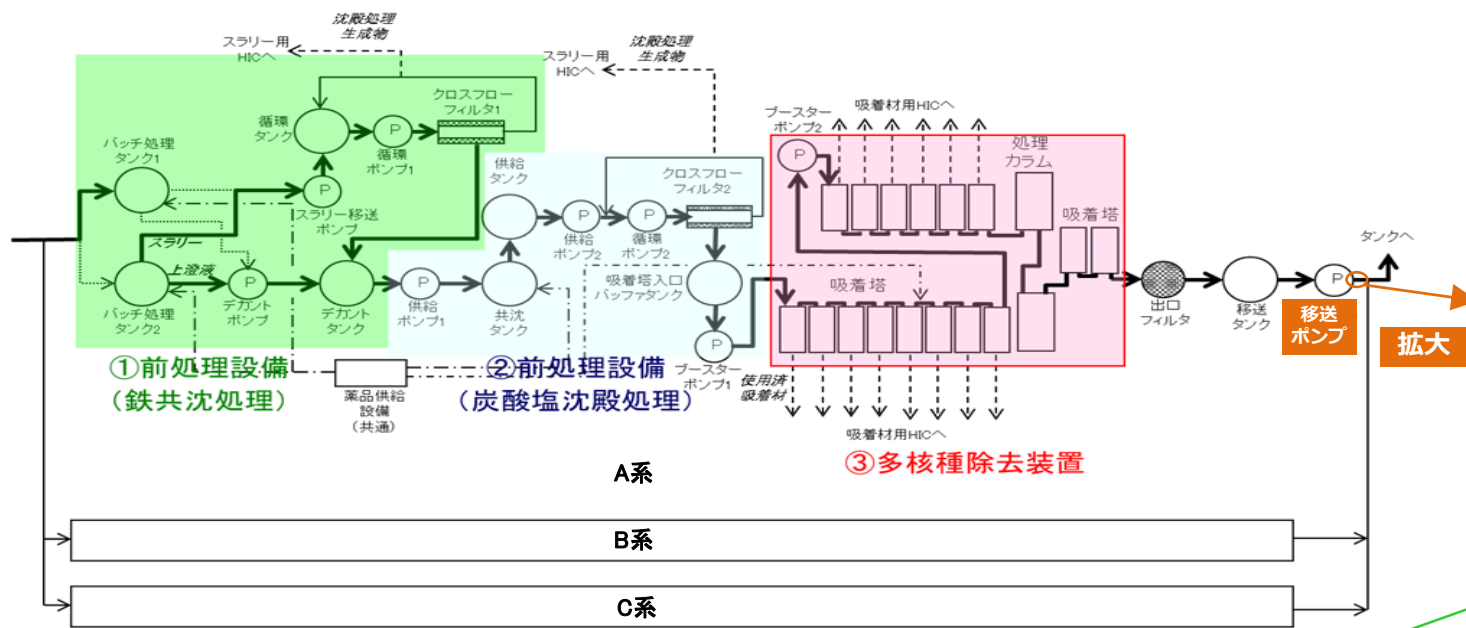 沈殿処理
生成物
スラリー用
HICへ
沈殿処理
生成物
スラリー用
HICへ
クロスフロー
フィルタ1
循環
タンク
P
循環
ポンプ1
バッチ処理
タンク1
P
スラリー移送
ポンプ
スラリー
上澄液
バッチ処理
タンク2
P
デカント
ポンプ
デカント
タンク
①前処理設備
(鉄共沈処理)
供給
タンク
P
供給
ポンプ2
P
循環
ポンプ2
クロスフロー
フィルタ2
P
供給
ポンプ1
共沈
タンク
吸着塔入口
バッファタンク
P
ブースター
ポンプ1
②前処理設備
(炭酸塩沈殿処理)
薬品供給
設備
(共通)
ブースター
ポンプ2
P
吸着材用HICへ
処理
カラム
吸着塔
吸着塔
使用済
吸着材
吸着材用HICへ
③多核種除去装置
出口
フィルタ
移送
タンク
P
移送
ポンプ
タンクへ
拡大
A系
B系
C系